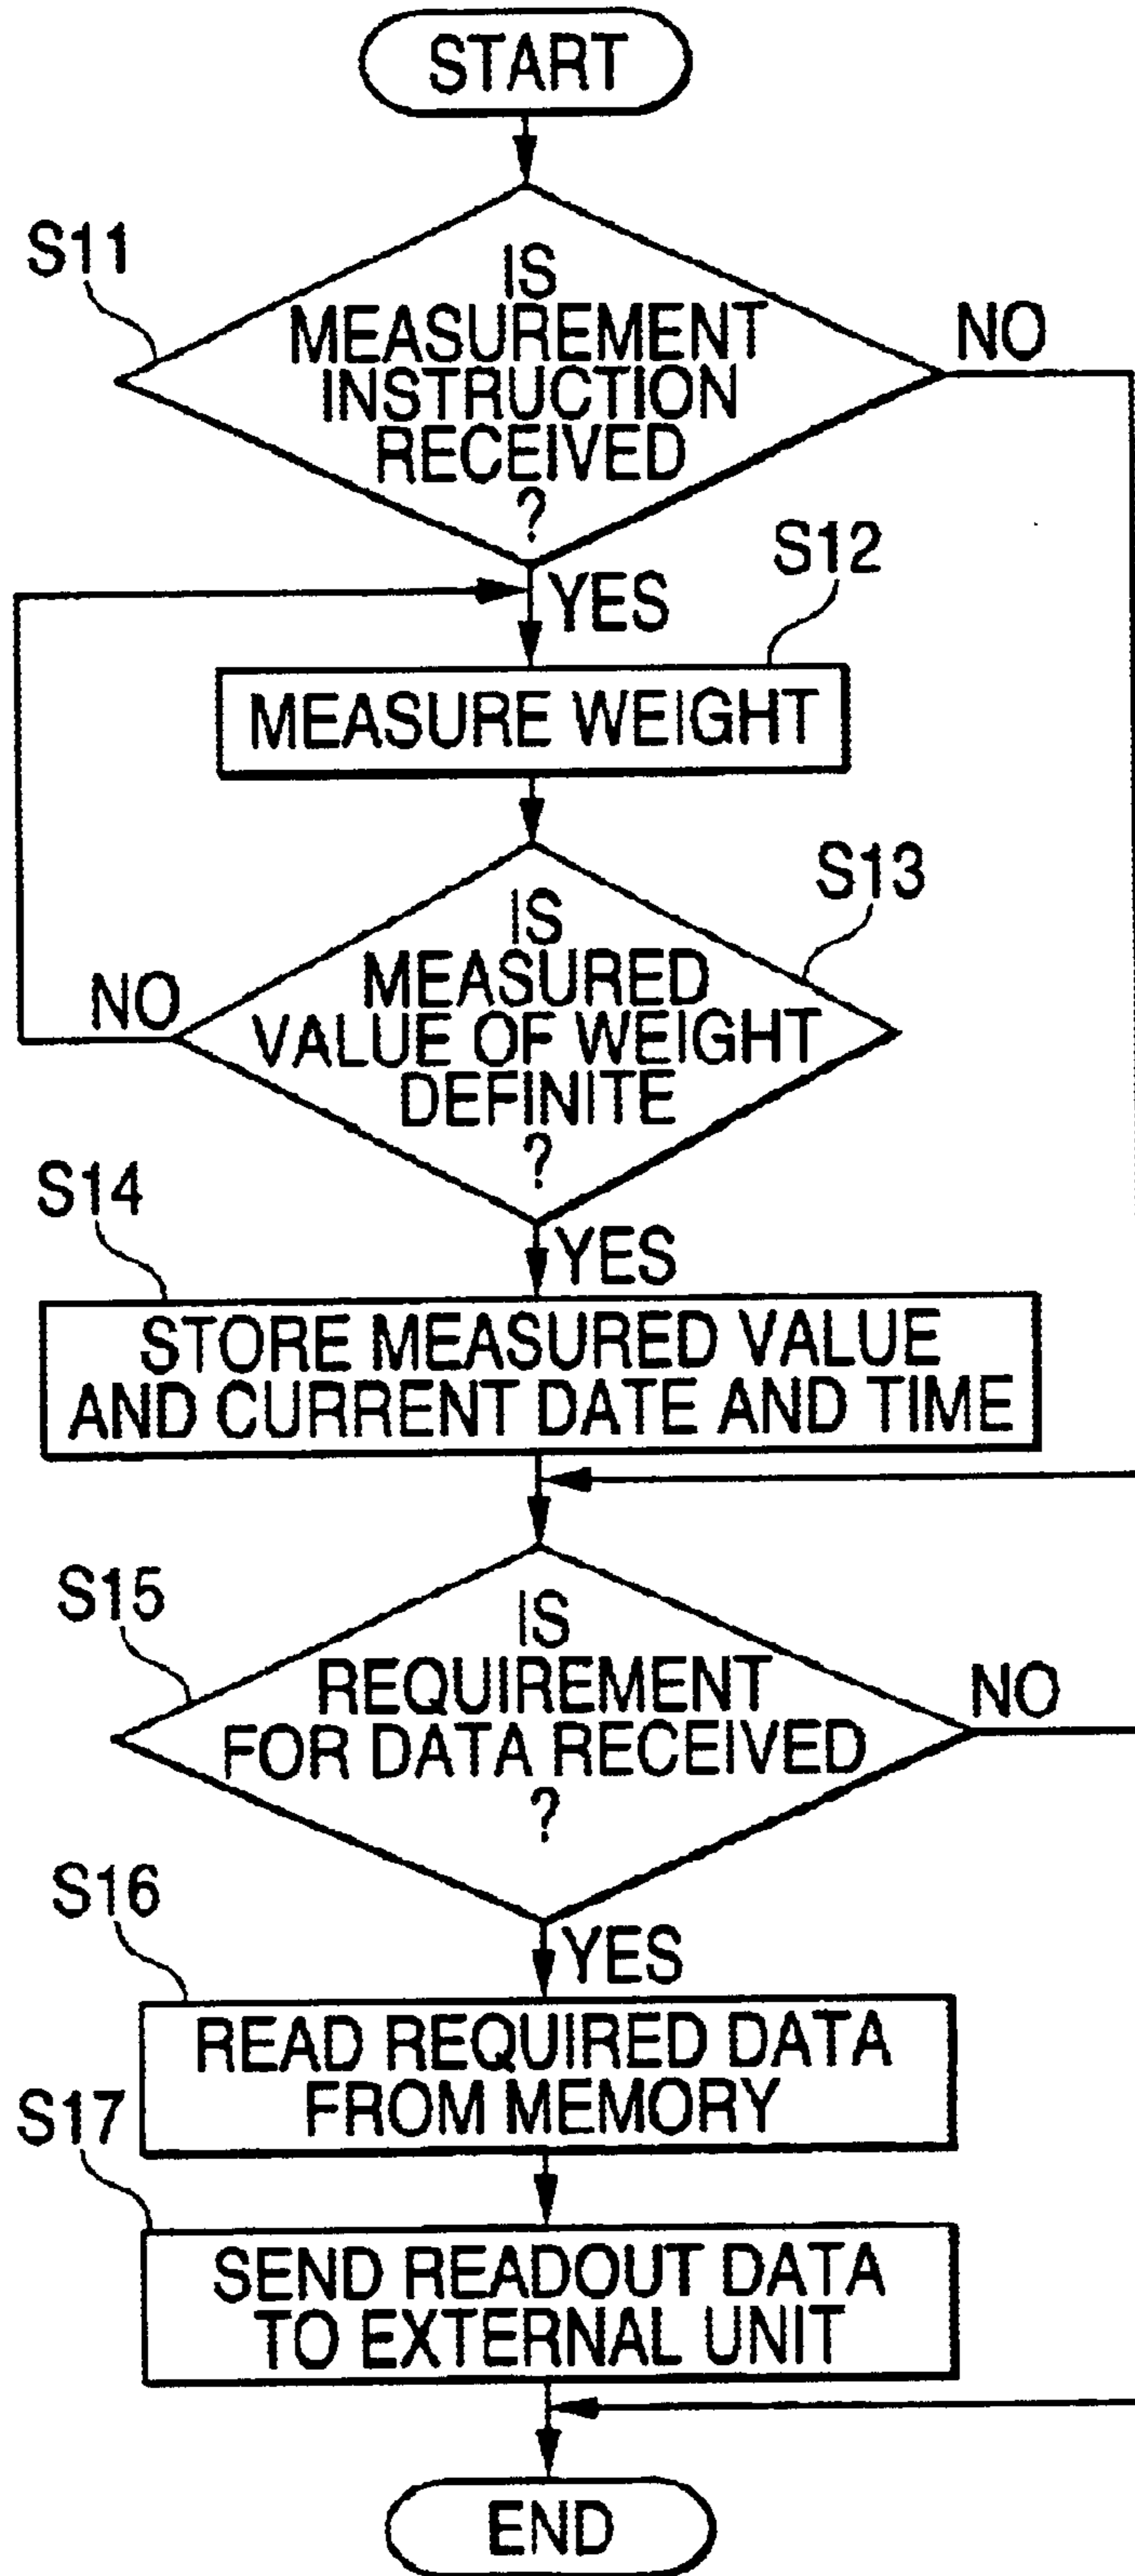 START
S11
IS
MEASUREMENT
INSTRUCTION
RECEIVED
?
NO
YES
S12
MEASURE WEIGHT
S13
IS
MEASURED
VALUE OF WEIGHT
DEFINITE
?
NO
YES
S14
STORE MEASURED VALUE
AND CURRENT DATE AND TIME
S15
IS
REQUIREMENT
FOR DATA RECEIVED
?
NO
YES
S16
READ REQUIRED DATA
FROM MEMORY
S17
SEND READOUT DATA
TO EXTERNAL UNIT
END